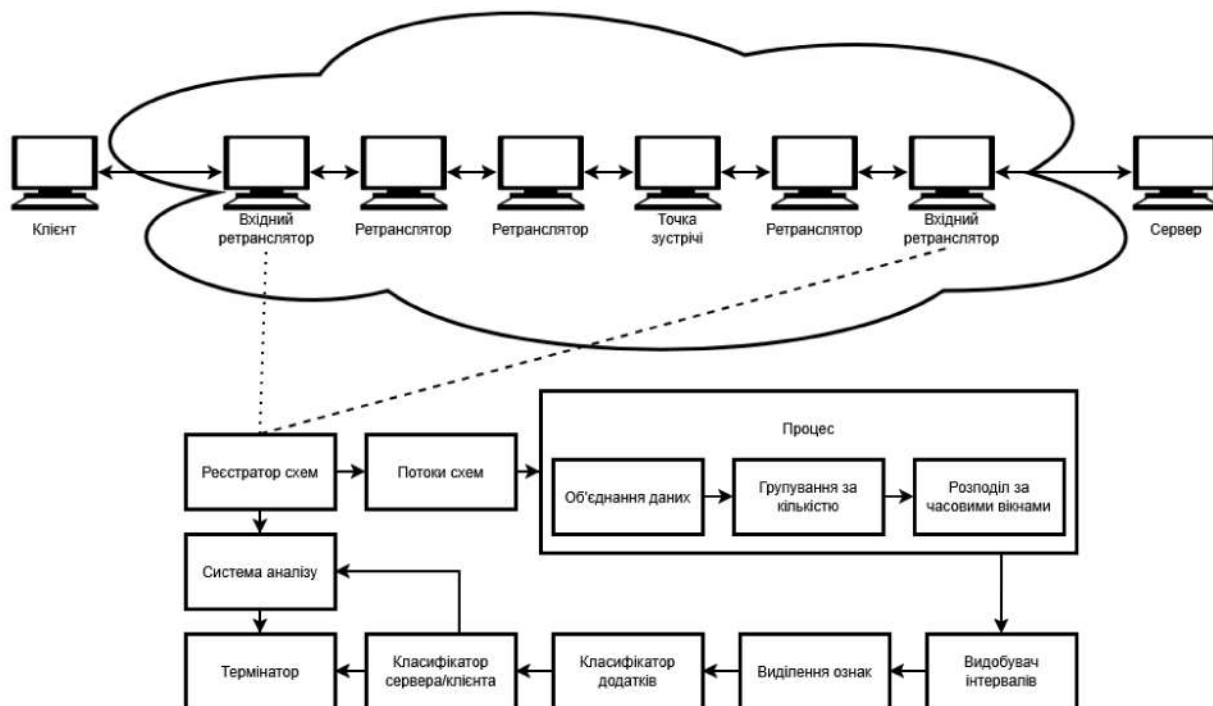 Клієнт
Вхідний
ретранслятор
Ретранслятор
Ретранслятор
Точка
зустрічі
Ретранслятор
Вхідний
ретранслятор
Сервер
Реєстратор схем
Потоки схем
Процес
Об'єднання даних
Групування за
кількістю
Розподіл за
часовими вікнами
Система аналізу
Термінатор
Класифікатор
сервера/клієнта
Класифікатор
додатків
Виділення ознак
Видобувач
інтервалів